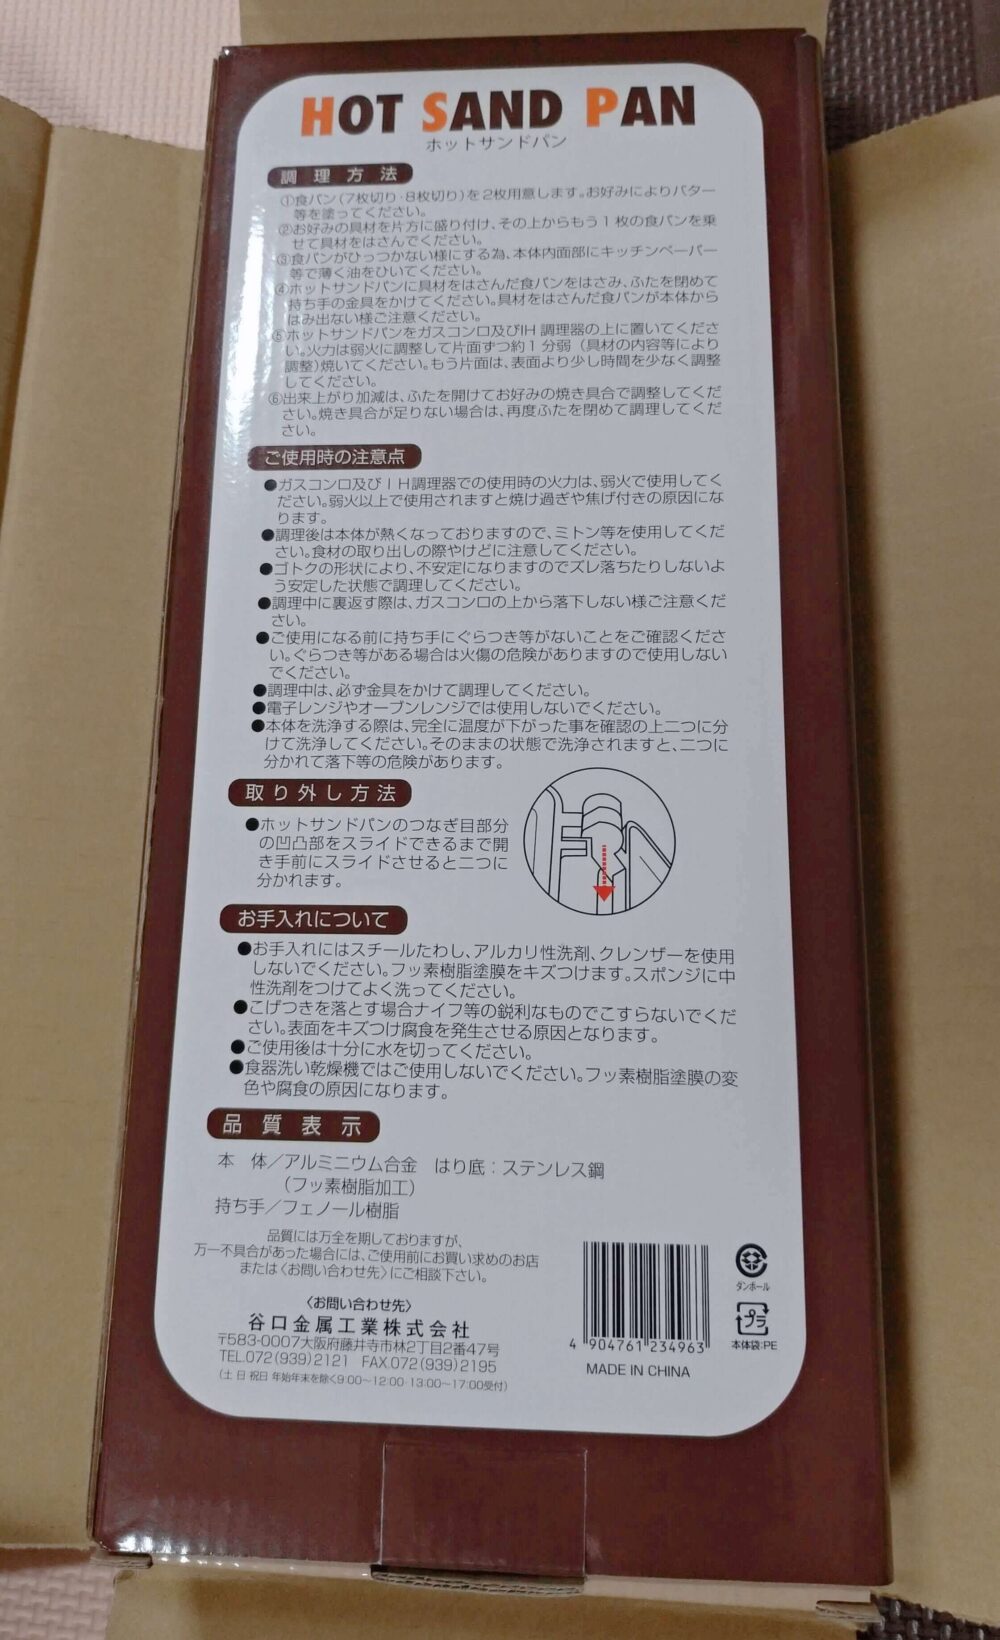 HOT SAND PAN
ホットサンドパン
調理方法
①食パン(7枚切り・8枚切り)を2枚用意します。お好みによりバター
等を塗ってください。
②お好みの具材を片方に盛り付け、その上からもう1枚の食パンを乗
せて具材をはさんでください。
③食パンがひっつかない様にする為、本体内面部にキッチンペーパー
等で薄く油をひいてください。
④ホットサンドパンに具材をはさんだ食パンをはさみ、ふたを閉めて
持ち手の金具をかけてください。具材をはさんだ食パンが本体から
はみ出ない様ご注意ください。
⑤ホットサンドパンをガスコンロ及びIH調理器の上に置いてくださ
い。火力は弱火に調整して片面ずつ約1分弱(具材の内容等により
調整)焼いてください。もう片面は、表面より少し時間を少なく調整
してください。
⑥出来上がり加減は、ふたを開けてお好みの焼き具合で調整してくだ
さい。焼き具合が足りない場合は、再度ふたを閉めて調理してくだ
さい。
ご使用時の注意点
●ガスコンロ及びIH調理器での使用時の火力は、弱火で使用してく
ださい。弱火以上で使用されますと焼け過ぎや焦げ付きの原因にな
ります。
●調理後は本体が熱くなっておりますので、ミトン等を使用してくだ
さい。食材の取り出しの際やけどに注意してください。
●ゴトクの形状により、不安定になりますのでズレ落ちたりしないよ
う安定した状態で調理してください。
●調理中に裏返す際は、ガスコンロの上から落下しない様ご注意くだ
さい。
●ご使用になる前に持ち手にぐらつき等がないことをご確認くださ
い。ぐらつき等がある場合は火傷の危険がありますので使用しない
でください。
●調理中は、必ず金具をかけて調理してください。
●電子レンジやオーブンレンジでは使用しないでください。
●本体を洗浄する際は、完全に温度が下がった事を確認の上二つに分
けて洗浄してください。そのままの状態で洗浄されますと、二つに
分かれて落下等の危険があります。
取り外し方法
●ホットサンドパンのつなぎ目部分
の凹凸部をスライドできるまで開
き手前にスライドさせると二つに
分かれます。
お手入れについて
●お手入れにはスチールたわし、アルカリ性洗剤、クレンザーを使用
しないでください。フッ素樹脂塗膜をキズつけます。スポンジに中
性洗剤をつけてよく洗ってください。
●こげつきを落とす場合ナイフ等の鋭利なものでこすらないでくだ
さい。表面をキズつけ腐食を発生させる原因となります。
●ご使用後は十分に水を切ってください。
●食器洗い乾燥機ではご使用しないでください。フッ素樹脂塗膜の変
色や腐食の原因になります。
品質表示
本 体/アルミニウム合金 はり底:ステンレス鋼
(フッ素樹脂加工)
持ち手/フェノール樹脂
品質には万全を期しておりますが、
万一不具合があった場合には、ご使用前にお買い求めのお店
または〈お問い合わせ先〉にご相談下さい。
〈お問い合わせ先〉
谷口金属工業株式会社
〒583-0007大阪府藤井寺市林2丁目2番47号
TEL.072(939)2121 FAX.072(939)2195
(土 日 祝日 年始年末を除く9:00~12:00・13:00~17:00受付)
4 904761 234963
MADE IN CHINA
ダンボール
プラ
本体袋:PE